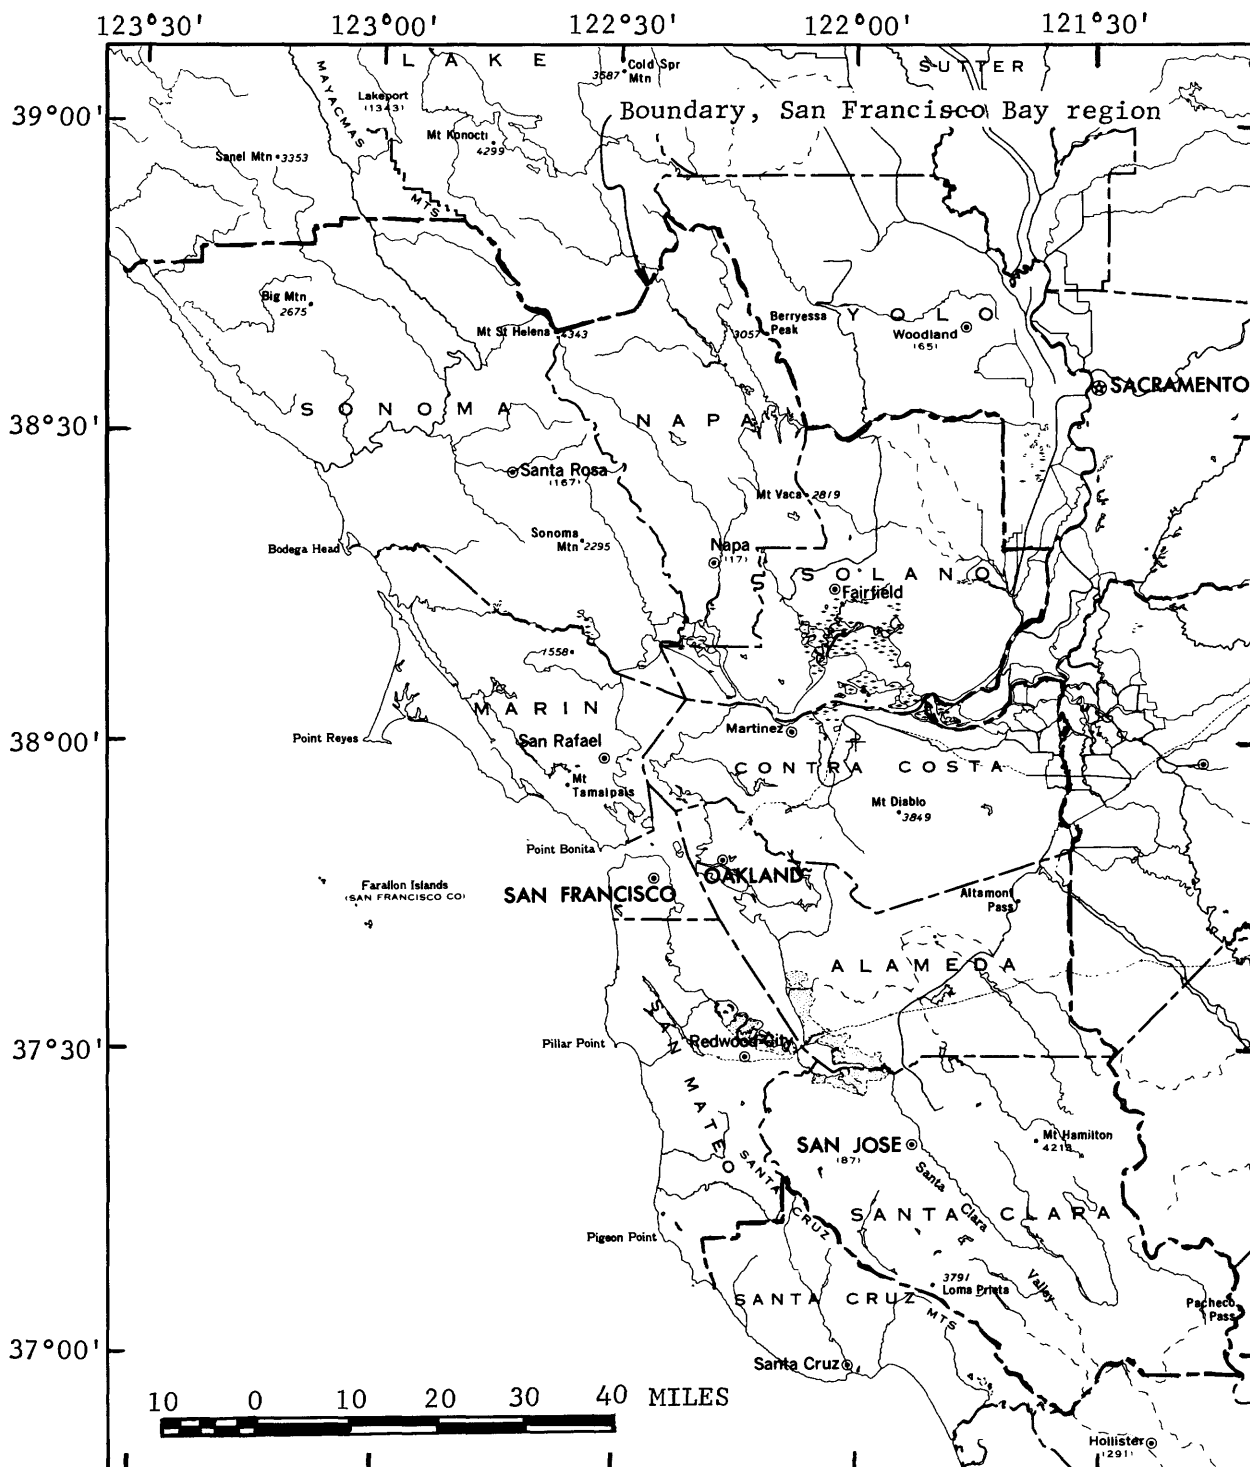 123°30' 123°00' 122°30' 122°00' 121°30'
LAKE
3587 Cold Spr
Mtn
SUTTER
MAYACMAS
MTS
Lakeport
(1343)
39°00'
Boundary, San Francisco Bay region
Mt Konocti
4299
Sanel Mtn 3353
Big Mtn
2675
Mt St Helena 4343
Berryessa
Peak
3057
YOLO
Woodland
(65)
SACRAMENTO
SONOMA
NAPA
38°30'
Santa Rosa
(167)
Mt Vaca 2819
Sonoma
Mtn 2295
Bodega Head
Napa
(17)
SOLANO
Fairfield
1558
MARIN
Martinez
38°00'
Point Reyes
San Rafael
CONTRA COSTA
Mt
Tamalpais
Mt Diablo
3849
Point Bonita
OAKLAND
Farallon Islands
(SAN FRANCISCO CO)
SAN FRANCISCO
Altamont
Pass
ALAMEDA
SAN MATEO
37°30'
Pillar Point
Redwood City
Mt Hamilton
4213
SAN JOSE
(87)
SANTA CRUZ MTS
Santa Clara Valley
SANTA CLARA
Pigeon Point
3791
Loma Prieta
SANTA CRUZ
Pacheco
Pass
37°00'
Santa Cruz
10 0 10 20 30 40 MILES
Hollister
(291)